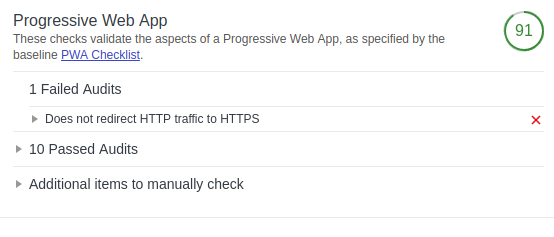 Progressive Web App
91
These checks validate the aspects of a Progressive Web App, as specified by the
baseline PWA Checklist.
1 Failed Audits
Does not redirect HTTP traffic to HTTPS
10 Passed Audits
Additional items to manually check